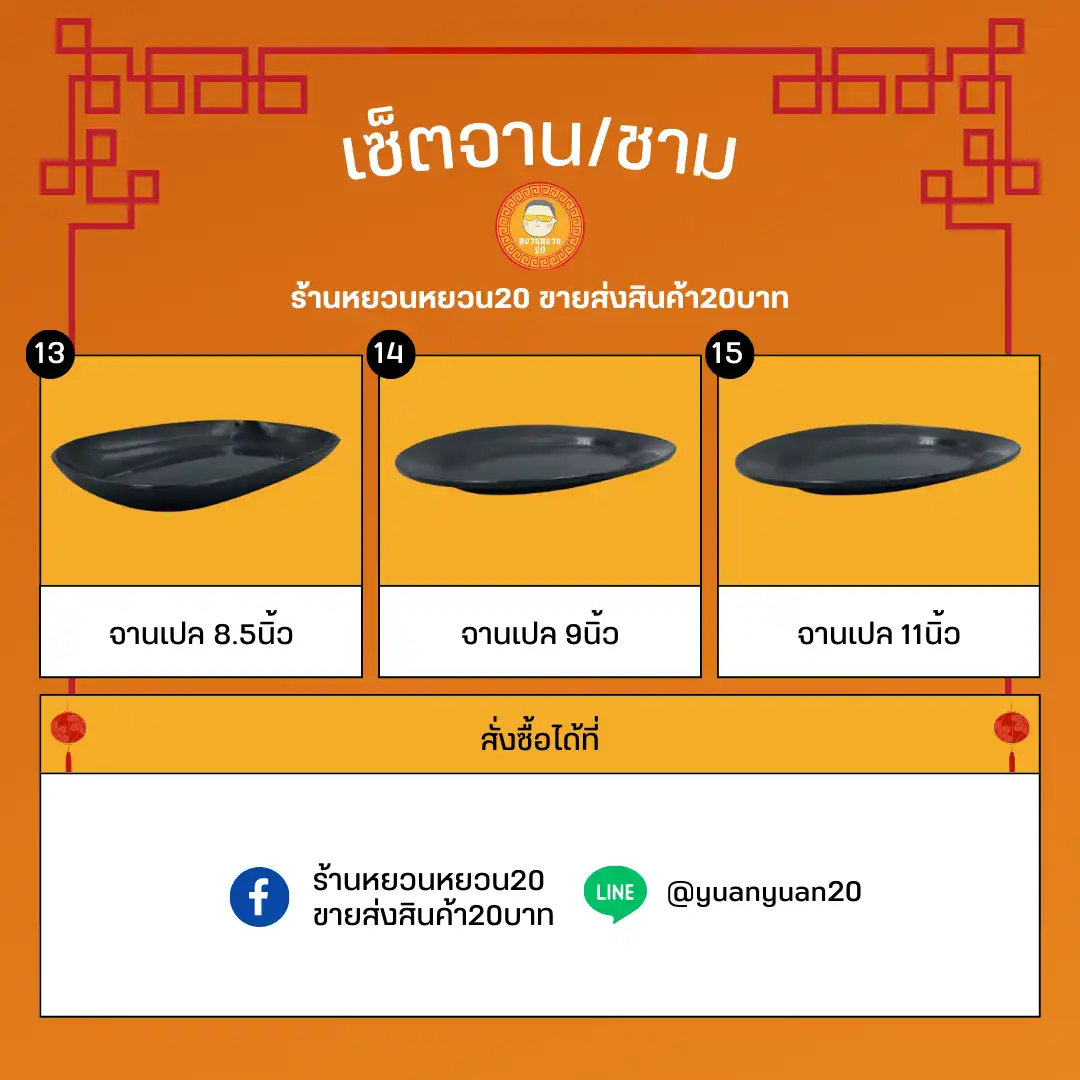 เซ็ตจาน/ชาม
หยวนหยวน
20
ร้านหยวนหยวน20 ขายส่งสินค้า20บาท
13
14
15
จานเปล 8.5นิ้ว
จานเปล 9นิ้ว
จานเปล 11นิ้ว
สั่งซื้อได้ที่
ร้านหยวนหยวน20
ขายส่งสินค้า20บาท
LINE
@yuanyuan20